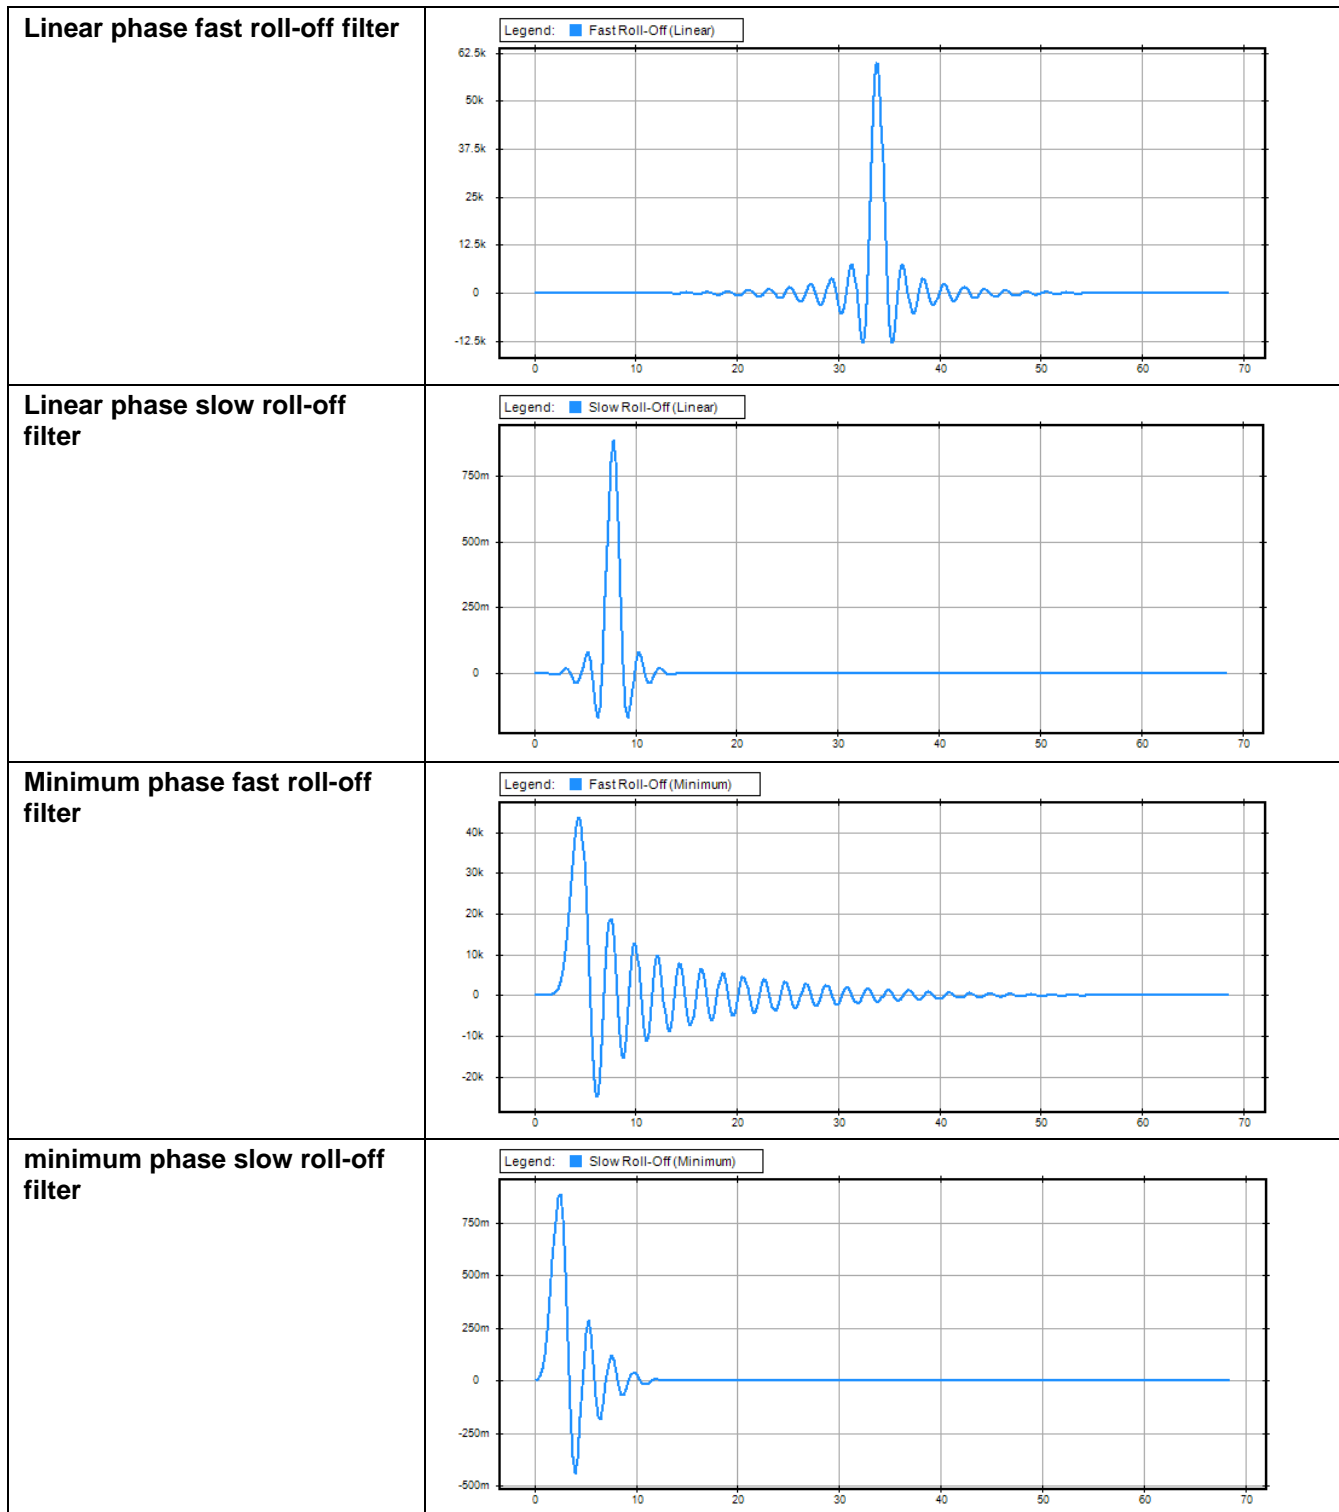 Linear phase fast roll-off filter
Legend: Fast Roll-Off (Linear)
62.5k
50k
37.5k
25k
12.5k
0
-12.5k
0 10 20 30 40 50 60 70
Linear phase slow roll-off
filter
Legend: Slow Roll-Off (Linear)
750m
500m
250m
0
0 10 20 30 40 50 60 70
Minimum phase fast roll-off
filter
Legend: Fast Roll-Off (Minimum)
40k
30k
20k
10k
0
-10k
-20k
0 10 20 30 40 50 60 70
minimum phase slow roll-off
filter
Legend: Slow Roll-Off (Minimum)
750m
500m
250m
0
-250m
-500m
0 10 20 30 40 50 60 70